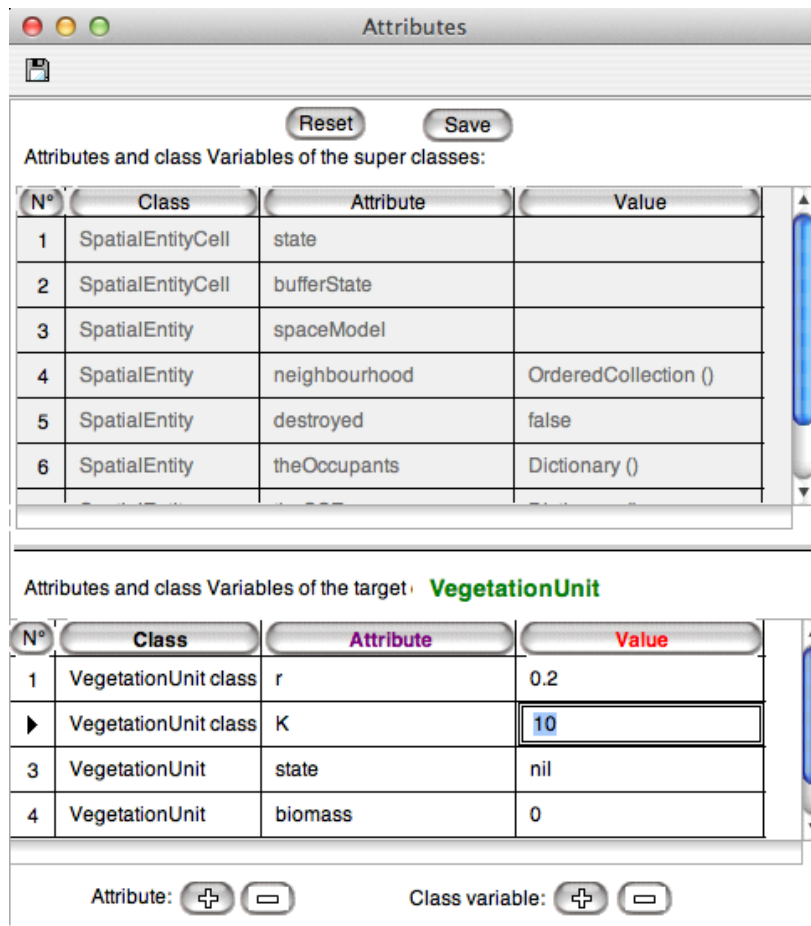 Attributes
Reset Save
Attributes and class Variables of the super classes:
N° Class Attribute Value
1 SpatialEntityCell state
2 SpatialEntityCell bufferState
3 SpatialEntity spaceModel
4 SpatialEntity neighbourhood OrderedCollection ()
5 SpatialEntity destroyed false
6 SpatialEntity theOccupants Dictionary ()
Attributes and class Variables of the target VegetationUnit
N° Class Attribute Value
1 VegetationUnit class r 0.2
VegetationUnit class K 10
3 VegetationUnit state nil
4 VegetationUnit biomass 0
Attribute: Class variable: